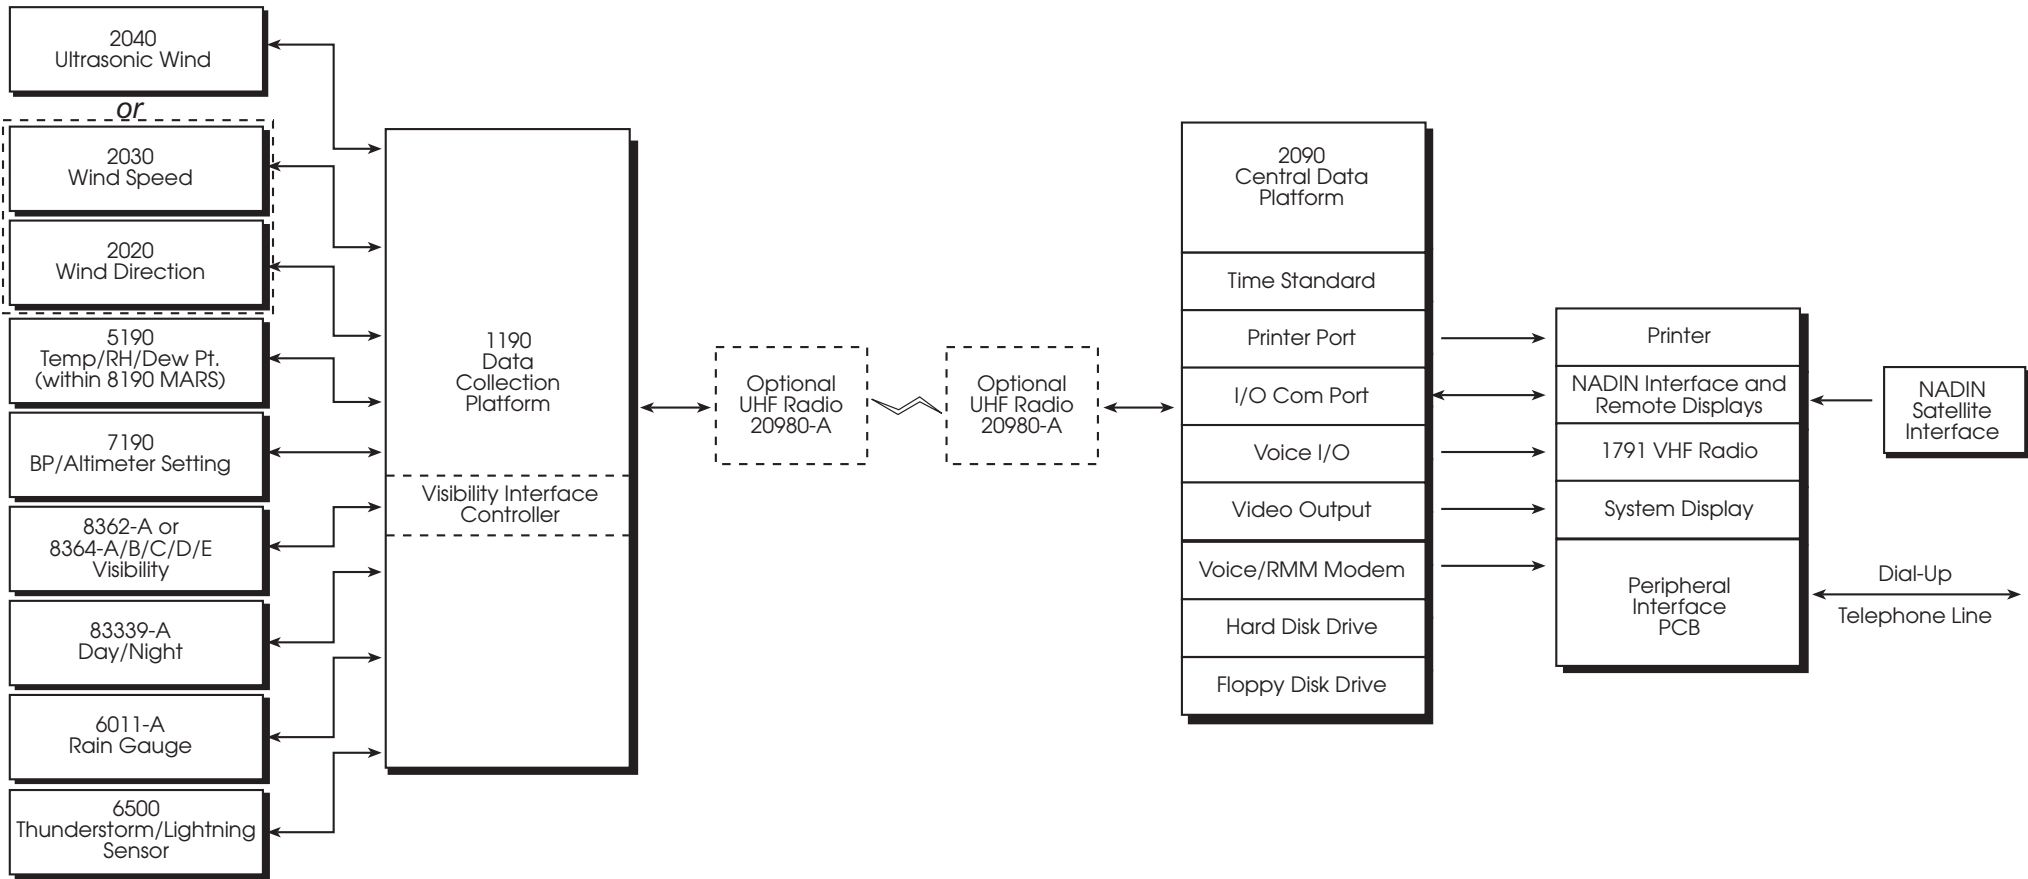 2040
Ultrasonic Wind
or
2030
Wind Speed
2020
Wind Direction
5190
Temp/RH/Dew Pt.
(within 8190 MARS)
7190
BP/Altimeter Setting
8362-A or
8364-A/B/C/D/E
Visibility
83339-A
Day/Night
6011-A
Rain Gauge
6500
Thunderstorm/Lightning
Sensor
1190
Data
Collection
Platform
Visibility Interface
Controller
Optional
UHF Radio
20980-A
Optional
UHF Radio
20980-A
2090
Central Data
Platform
Time Standard
Printer Port
I/O Com Port
Voice I/O
Video Output
Voice/RMM Modem
Hard Disk Drive
Floppy Disk Drive
Printer
NADIN Interface and
Remote Displays
1791 VHF Radio
System Display
Peripheral
Interface
PCB
NADIN
Satellite
Interface
Dial-Up
Telephone Line